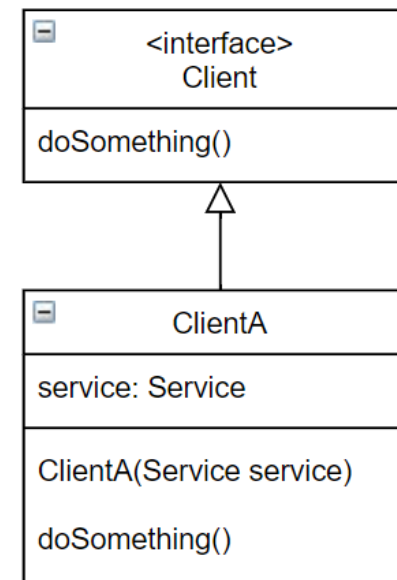 <interface>
Client
doSomething()
ClientA
service: Service
ClientA(Service service)
doSomething()